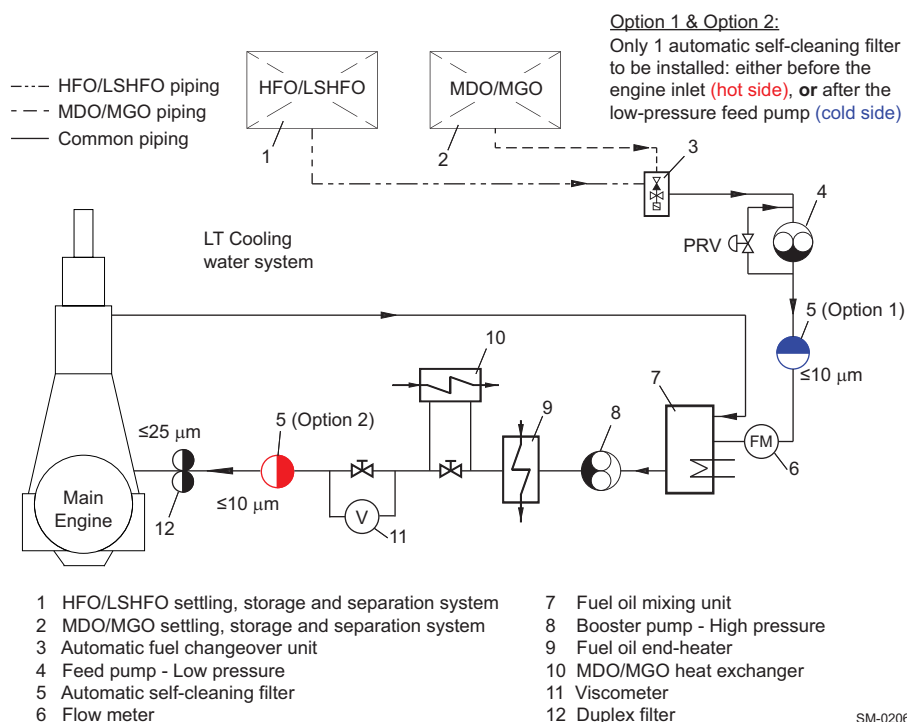 Option 1 & Option 2:
Only 1 automatic self-cleaning filter
to be installed: either before the
engine inlet (hot side), or after the
low-pressure feed pump (cold side)
HFO/LSHFO piping
MDO/MGO piping
Common piping
HFO/LSHFO
MDO/MGO
1
2
3
4
PRV
LT Cooling
water system
5 (Option 1)
≤10 μm
10
7
9
8
FM
6
≤25 μm
5 (Option 2)
≤10 μm
V
11
12
Main
Engine
1 HFO/LSHFO settling, storage and separation system
2 MDO/MGO settling, storage and separation system
3 Automatic fuel changeover unit
4 Feed pump - Low pressure
5 Automatic self-cleaning filter
6 Flow meter
7 Fuel oil mixing unit
8 Booster pump - High pressure
9 Fuel oil end-heater
10 MDO/MGO heat exchanger
11 Viscometer
12 Duplex filter
SM-0206